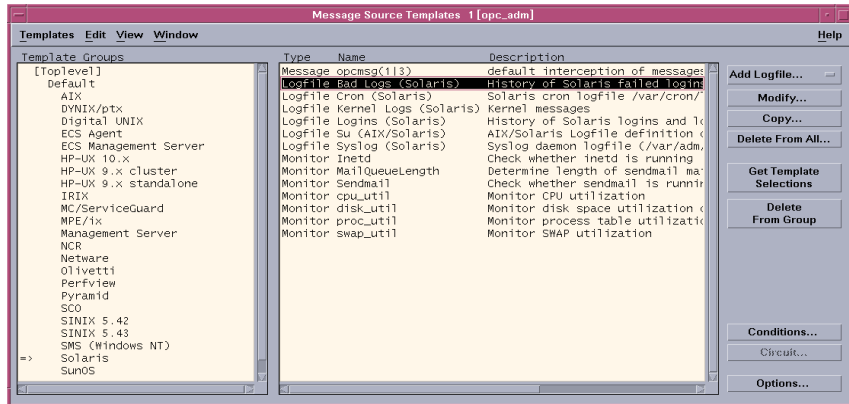 Message Source Templates 1 [opc_adm]
Templates Edit View Window Help
Template Groups
[Toplevel]
Default
AIX
DYNIX/ptx
Digital UNIX
ECS Agent
ECS Management Server
HP-UX 10.x
HP-UX 9.x cluster
HP-UX 9.x standalone
IRIX
MC/ServiceGuard
MPE/ix
Management Server
NCR
Netware
Olivetti
Perfview
Pyramid
SCO
SINIX 5.42
SINIX 5.43
SMS (Windows NT)
=> Solaris
SunOS
Type Name Description
Message opcmsg(1|3) default interception of messages
Logfile Bad Logs (Solaris) History of Solaris failed logins
Logfile Cron (Solaris) Solaris cron logfile /var/cron/
Logfile Kernel Logs (Solaris) Kernel messages
Logfile Logins (Solaris) History of Solaris logins and lo
Logfile Su (AIX/Solaris) AIX/Solaris Logfile definition
Logfile Syslog (Solaris) Syslog daemon logfile (/var/adm,
Monitor Inetd Check whether inetd is running
Monitor MailQueueLength Determine length of sendmail ma
Monitor Sendmail Check whether sendmail is runni
Monitor cpu_util Monitor CPU utilization
Monitor disk_util Monitor disk space utilization
Monitor proc_util Monitor process table utilizati
Monitor swap_util Monitor SWAP utilization
Add Logfile...
Modify...
Copy...
Delete From All...
Get Template
Selections
Delete
From Group
Conditions...
Circuit...
Options...